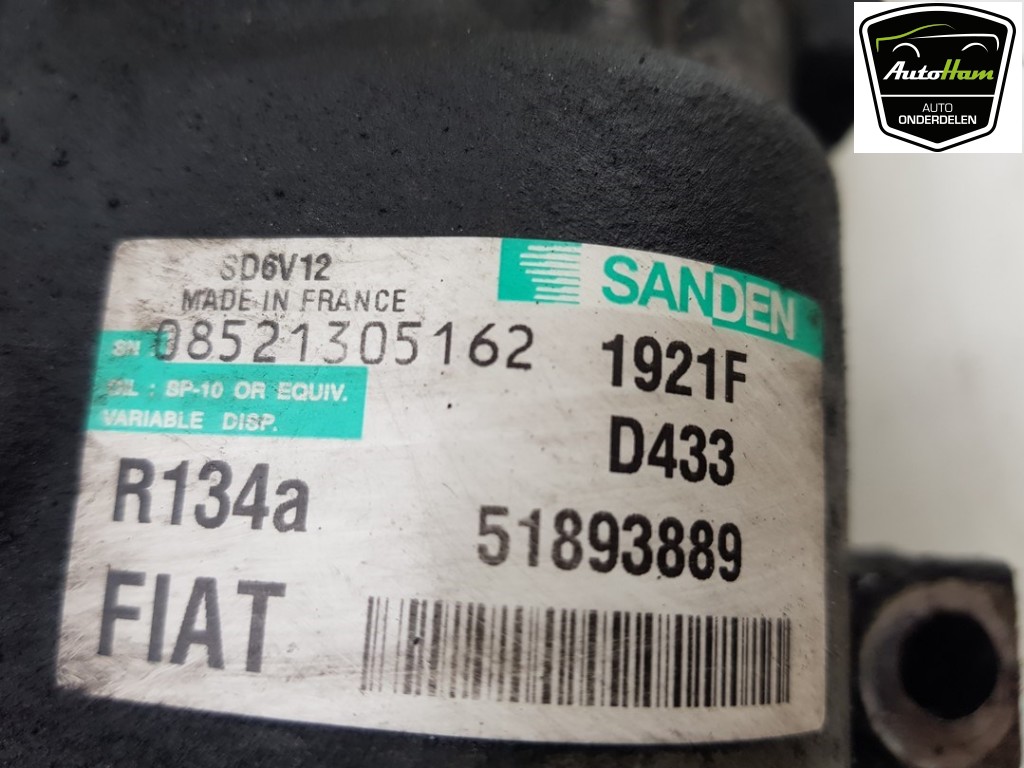 AutoHam
AUTO
ONDERDELEN
SD6V12
MADE IN FRANCE
SANDEN
SN 08521305162
1921F
OIL : SP-10 OR EQUIV.
VARIABLE DISP.
D433
R134a
51893889
FIAT